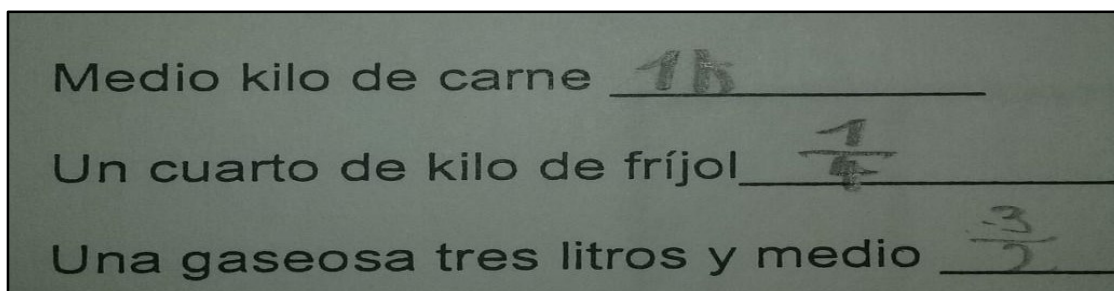 Medio kilo de carne 1k
Un cuarto de kilo de fríjol 1/4
Una gaseosa tres litros y medio 3/2